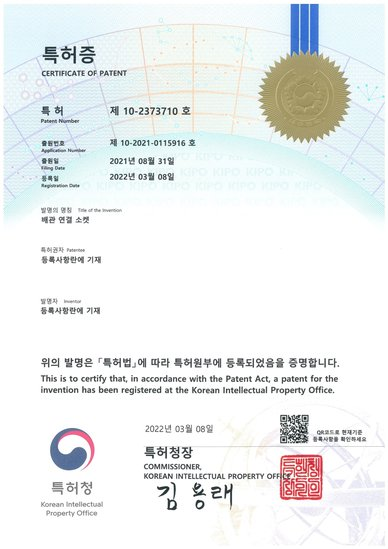 특허증
CERTIFICATE OF PATENT
특 허 제 10-2373710 호
Patent Number
출원번호 제 10-2021-0115916 호
Application Number
출원일 2021년 08월 31일
Filing Date
등록일 2022년 03월 08일
Registration Date
발명의 명칭 Title of the Invention
배관 연결 소켓
특허권자 Patentee
등록사항란에 기재
발명자 Inventor
등록사항란에 기재
위의 발명은 「특허법」에 따라 특허원부에 등록되었음을 증명합니다.
This is to certify that, in accordance with the Patent Act, a patent for the
invention has been registered at the Korean Intellectual Property Office.
2022년 03월 08일
QR코드로 현재기준
등록사항을 확인하세요
특허청장
COMMISSIONER,
KOREAN INTELLECTUAL PROPERTY OFFICE
김용래
특허청
Korean Intellectual
Property Office